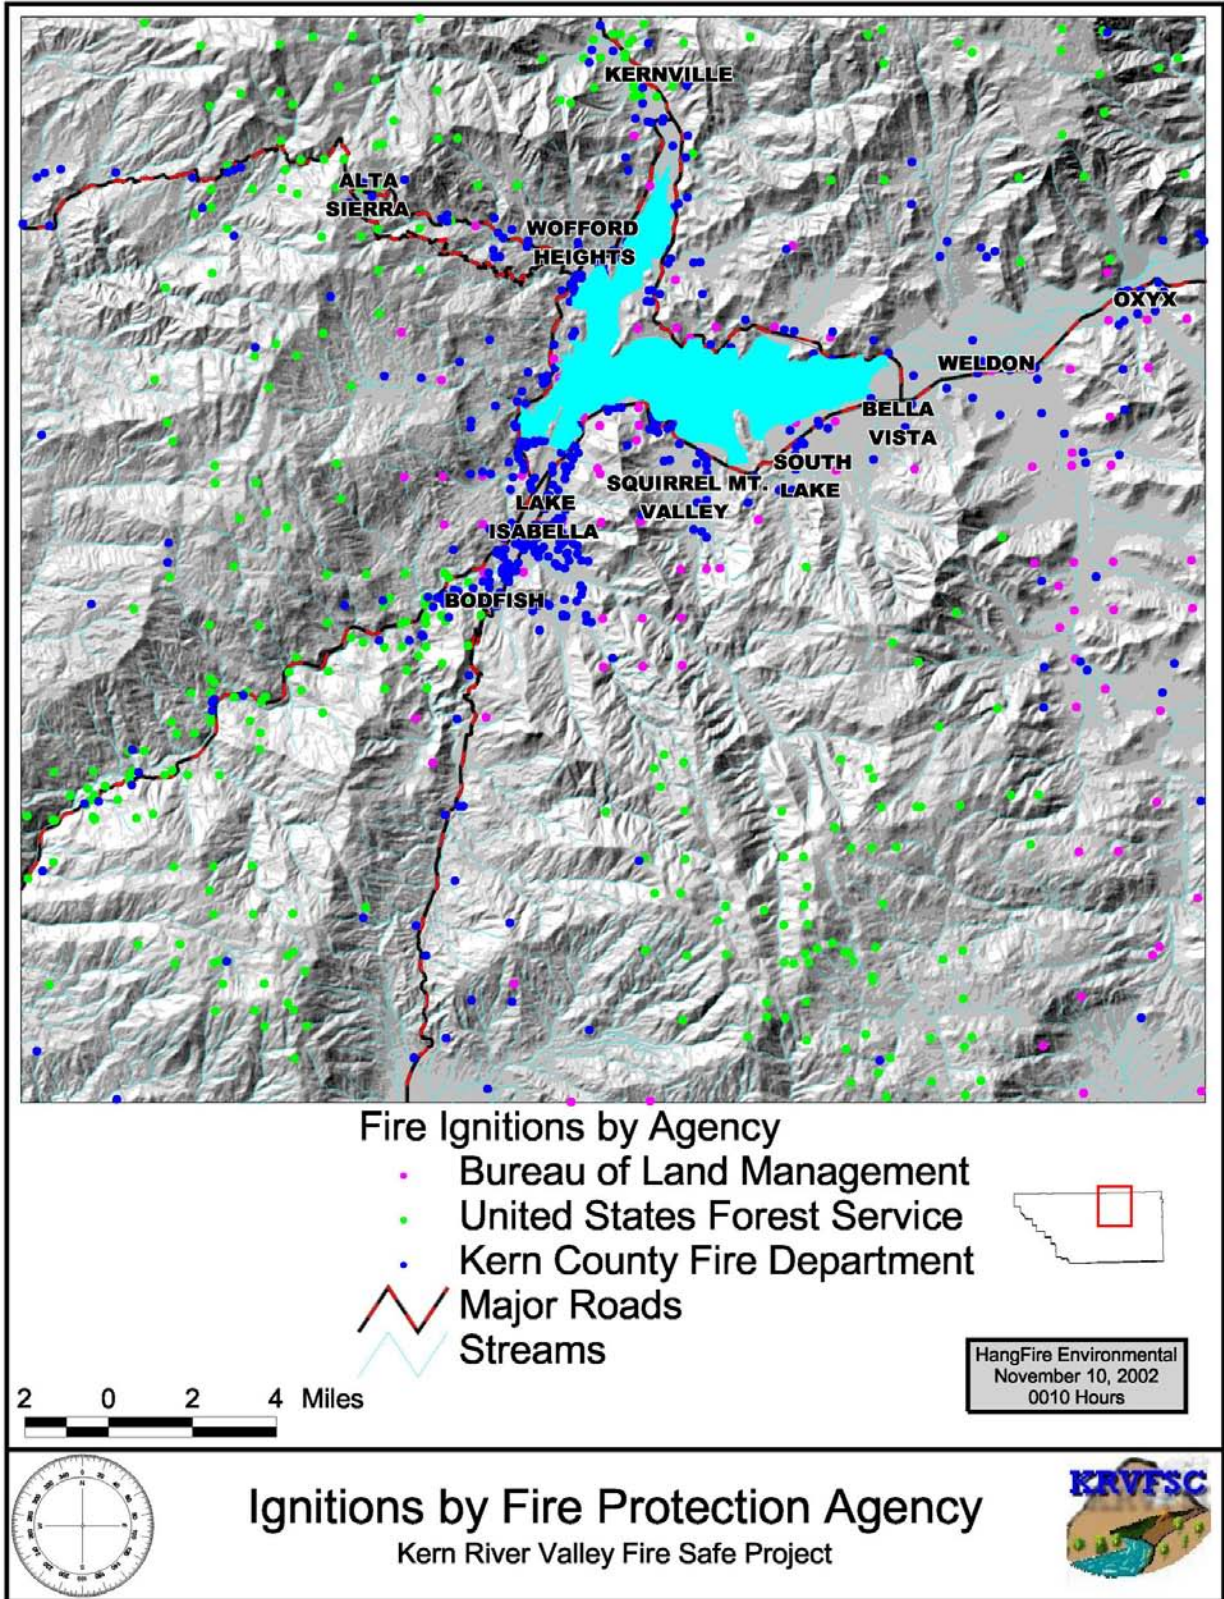 KERNVILLE
ALTA
SIERRA
WOFFORD
HEIGHTS
OXYX
WELDON
BELLA
VISTA
SOUTH
LAKE
SQUIRREL MT.
VALLEY
LAKE
ISABELLA
BODFISH
Fire Ignitions by Agency
Bureau of Land Management
United States Forest Service
Kern County Fire Department
Major Roads
Streams
HangFire Environmental
November 10, 2002
0010 Hours
2 0 2 4 Miles
Ignitions by Fire Protection Agency
Kern River Valley Fire Safe Project
KRVFSC